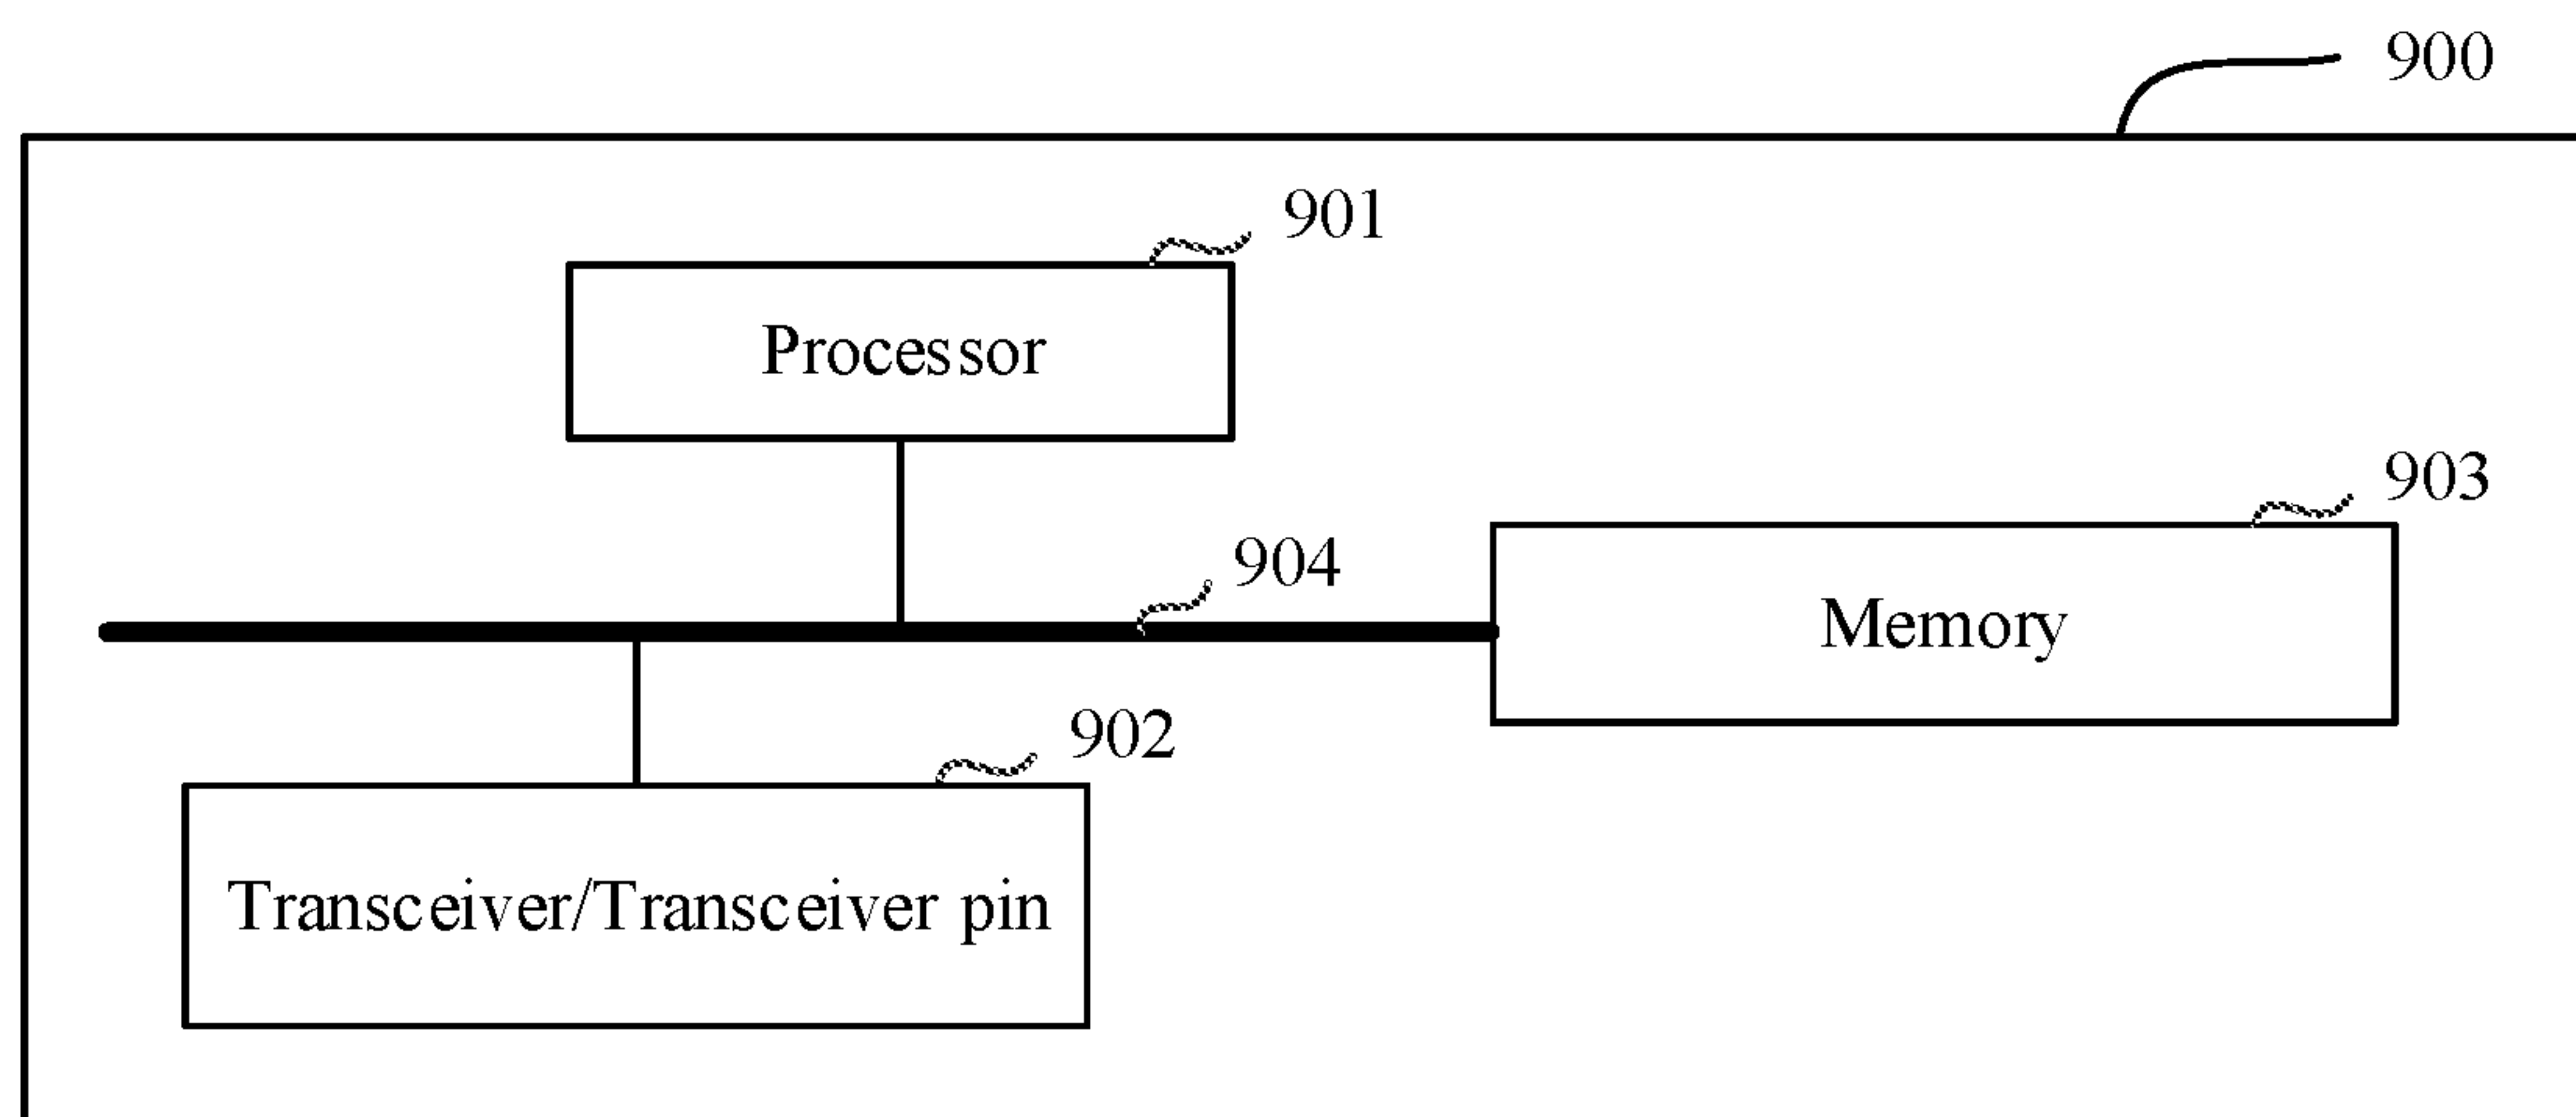 900
901
Processor
903
904
Memory
902
Transceiver/Transceiver pin